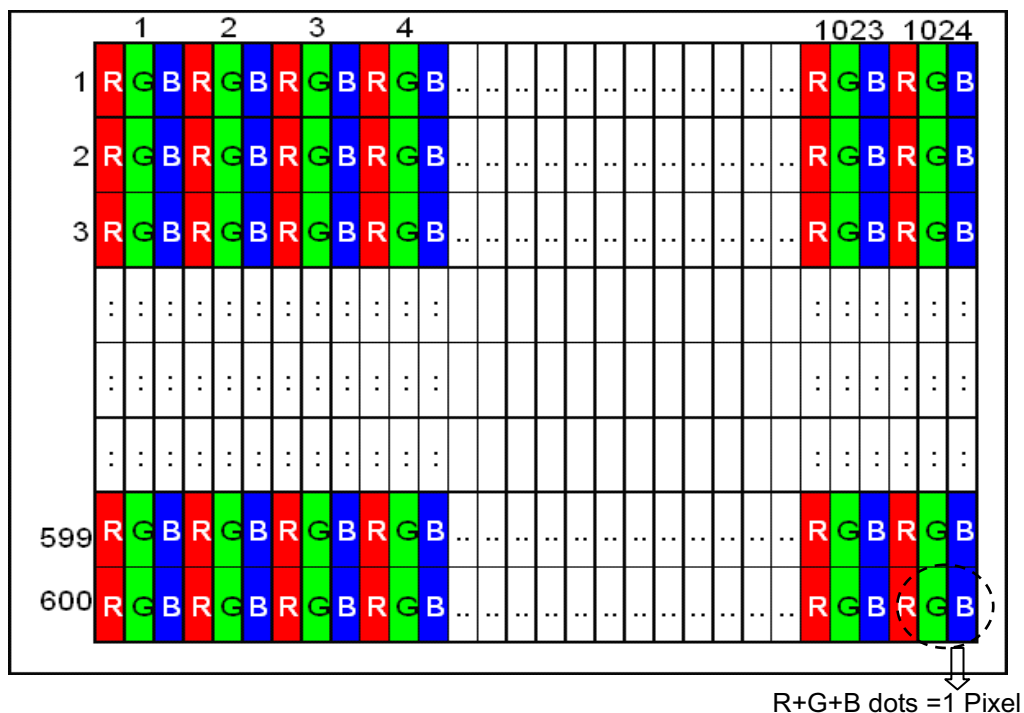 1 2 3 4 1023 1024
1 R G B R G B R G B R G B .. .. .. .. .. .. .. .. .. .. .. .. R G B R G B
2 R G B R G B R G B R G B .. .. .. .. .. .. .. .. .. .. .. .. R G B R G B
3 R G B R G B R G B R G B .. .. .. .. .. .. .. .. .. .. .. .. R G B R G B
: : : : : : : : : : : : : : : : : :
: : : : : : : : : : : : : : : : : :
: : : : : : : : : : : : : : : : : :
599 R G B R G B R G B R G B .. .. .. .. .. .. .. .. .. .. .. .. R G B R G B
600 R G B R G B R G B R G B .. .. .. .. .. .. .. .. .. .. .. .. R G B R G B
R+G+B dots =1 Pixel